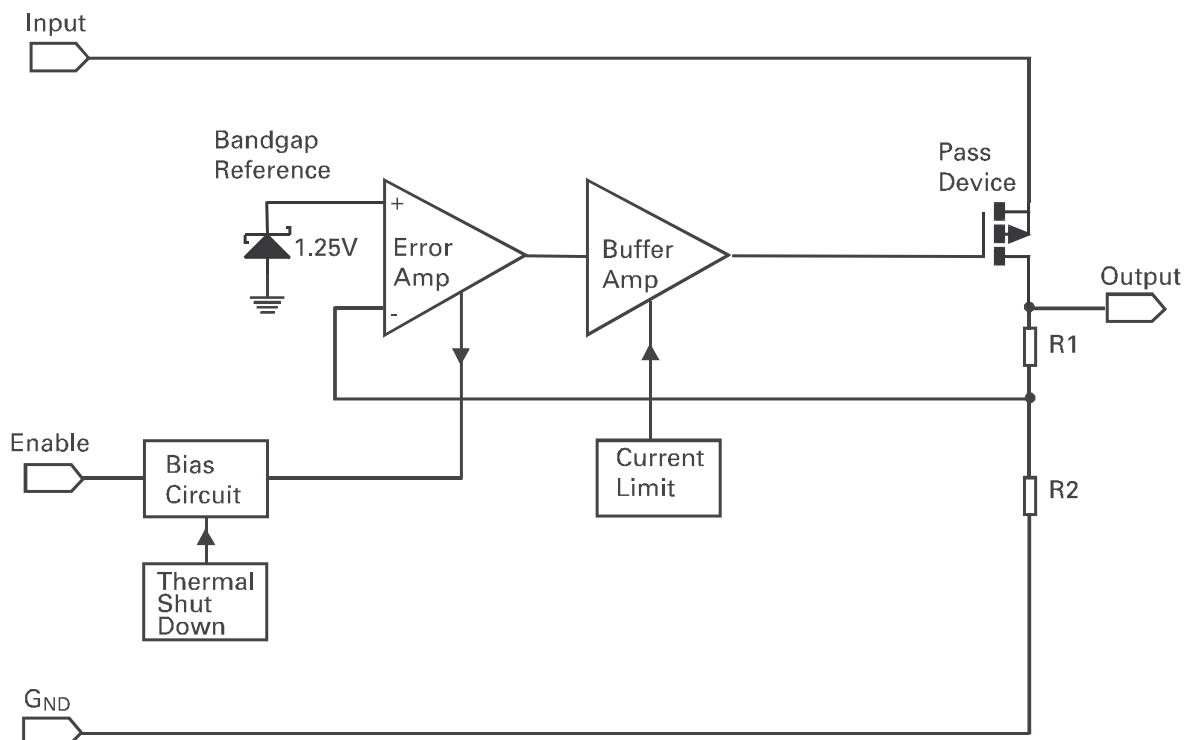 Input
Bandgap
Reference
Pass
Device
+
1.25V
Error
Amp
Buffer
Amp
-
Output
R1
Enable
Bias
Circuit
Current
Limit
R2
Thermal
Shut
Down
GND